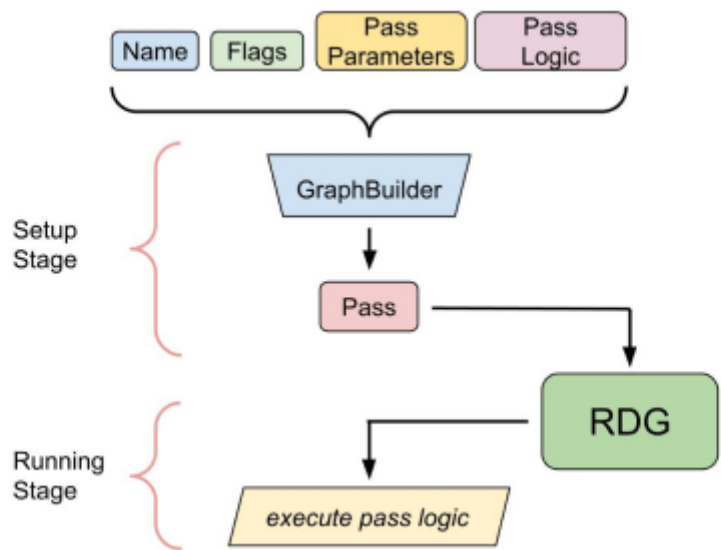 Name
Flags
Pass
Parameters
Pass
Logic
GraphBuilder
Setup
Stage
Pass
RDG
Running
Stage
execute pass logic